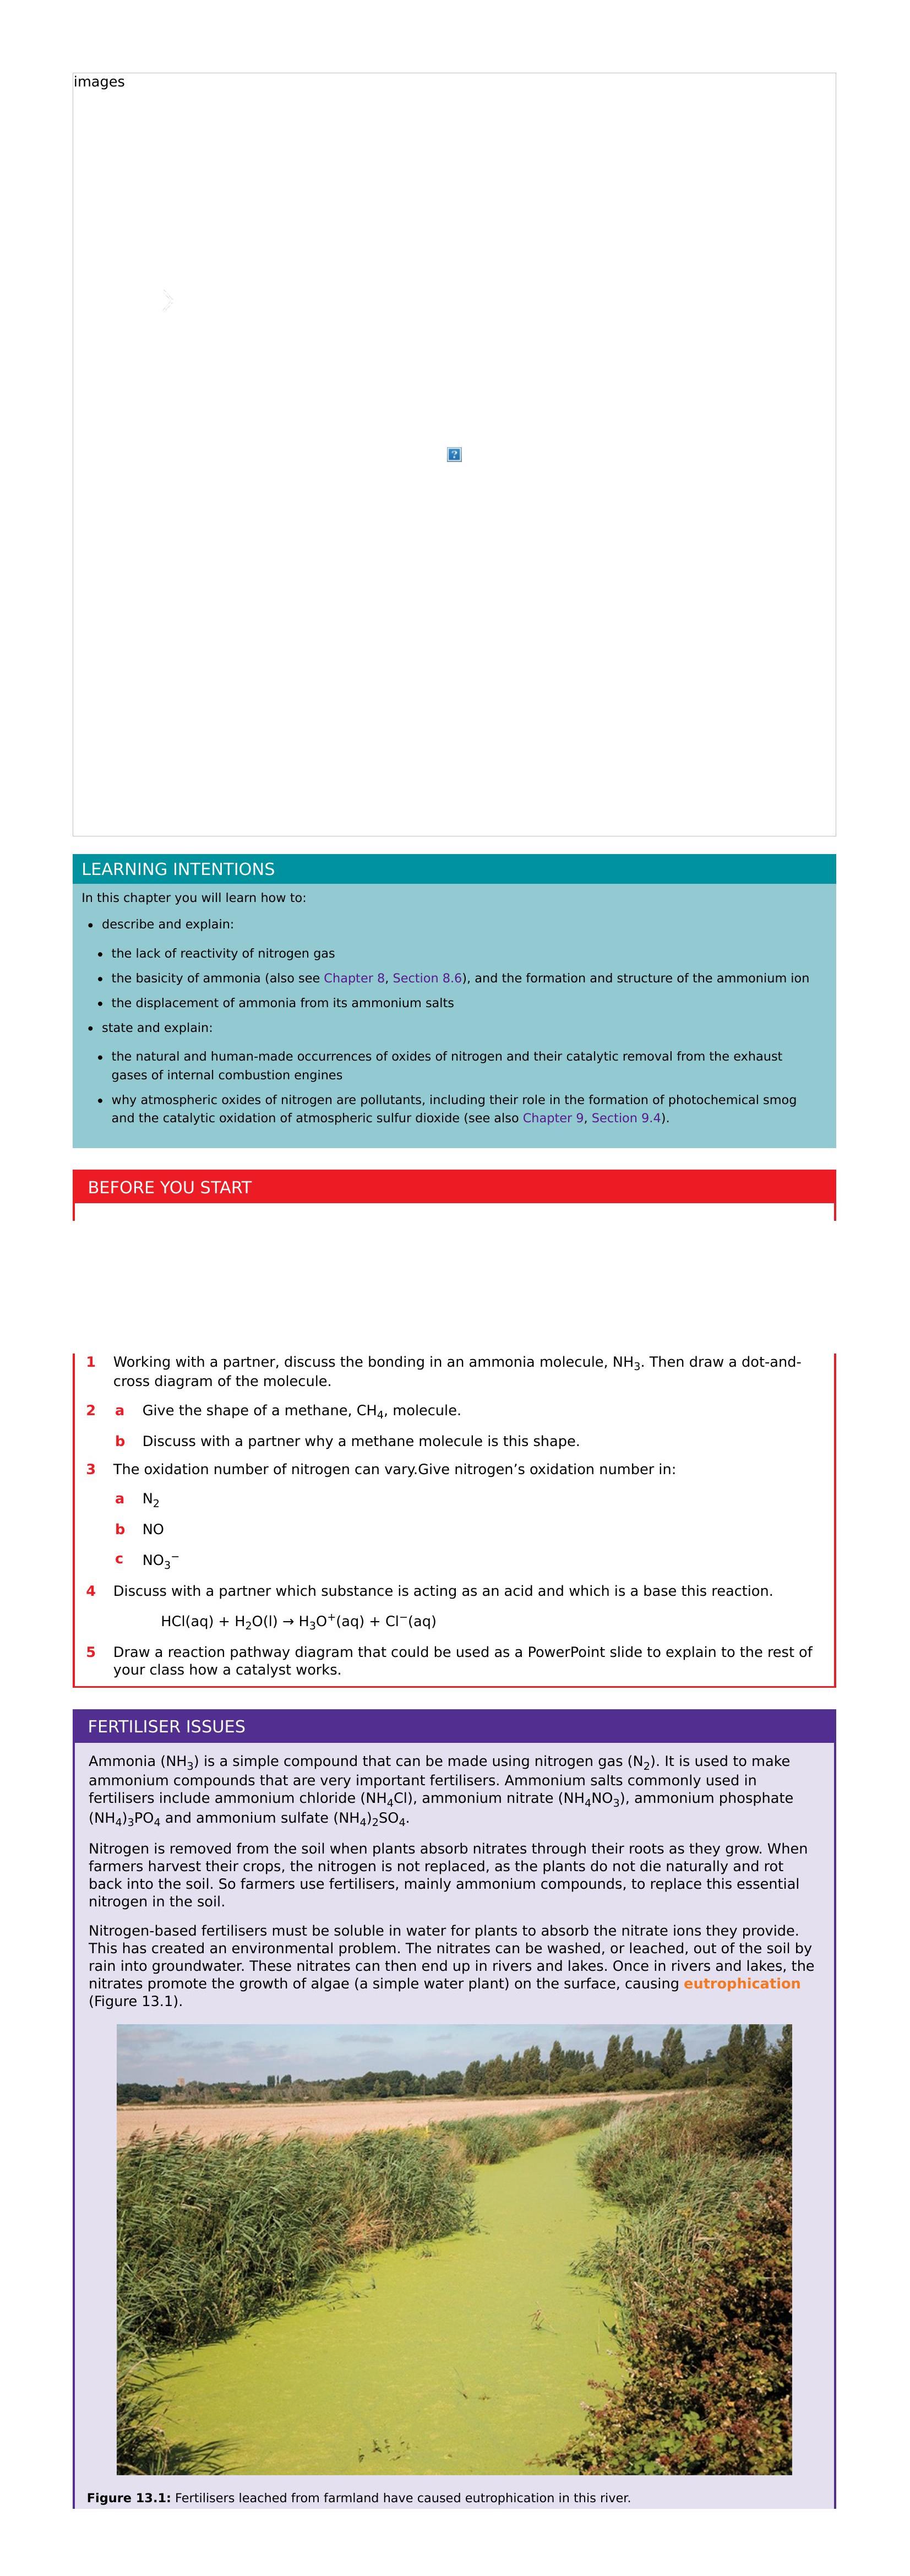 images
LEARNING INTENTIONS
In this chapter you will learn how to:
• describe and explain:
• the lack of reactivity of nitrogen gas
• the basicity of ammonia (also see Chapter 8, Section 8.6), and the formation and structure of the ammonium ion
• the displacement of ammonia from its ammonium salts
• state and explain:
• the natural and human-made occurrences of oxides of nitrogen and their catalytic removal from the exhaust
gases of internal combustion engines
• why atmospheric oxides of nitrogen are pollutants, including their role in the formation of photochemical smog
and the catalytic oxidation of atmospheric sulfur dioxide (see also Chapter 9, Section 9.4).
BEFORE YOU START
1 Working with a partner, discuss the bonding in an ammonia molecule, NH₃. Then draw a dot-and-
cross diagram of the molecule.
2 a Give the shape of a methane, CH₄, molecule.
b Discuss with a partner why a methane molecule is this shape.
3 The oxidation number of nitrogen can vary.Give nitrogen’s oxidation number in:
a N₂
b NO
c NO₃⁻
4 Discuss with a partner which substance is acting as an acid and which is a base this reaction.
HCl(aq) + H₂O(l) → H₃O⁺(aq) + Cl⁻(aq)
5 Draw a reaction pathway diagram that could be used as a PowerPoint slide to explain to the rest of
your class how a catalyst works.
FERTILISER ISSUES
Ammonia (NH₃) is a simple compound that can be made using nitrogen gas (N₂). It is used to make
ammonium compounds that are very important fertilisers. Ammonium salts commonly used in
fertilisers include ammonium chloride (NH₄Cl), ammonium nitrate (NH₄NO₃), ammonium phosphate
(NH₄)₃PO₄ and ammonium sulfate (NH₄)₂SO₄.
Nitrogen is removed from the soil when plants absorb nitrates through their roots as they grow. When
farmers harvest their crops, the nitrogen is not replaced, as the plants do not die naturally and rot
back into the soil. So farmers use fertilisers, mainly ammonium compounds, to replace this essential
nitrogen in the soil.
Nitrogen-based fertilisers must be soluble in water for plants to absorb the nitrate ions they provide.
This has created an environmental problem. The nitrates can be washed, or leached, out of the soil by
rain into groundwater. These nitrates can then end up in rivers and lakes. Once in rivers and lakes, the
nitrates promote the growth of algae (a simple water plant) on the surface, causing eutrophication
(Figure 13.1).
Figure 13.1: Fertilisers leached from farmland have caused eutrophication in this river.